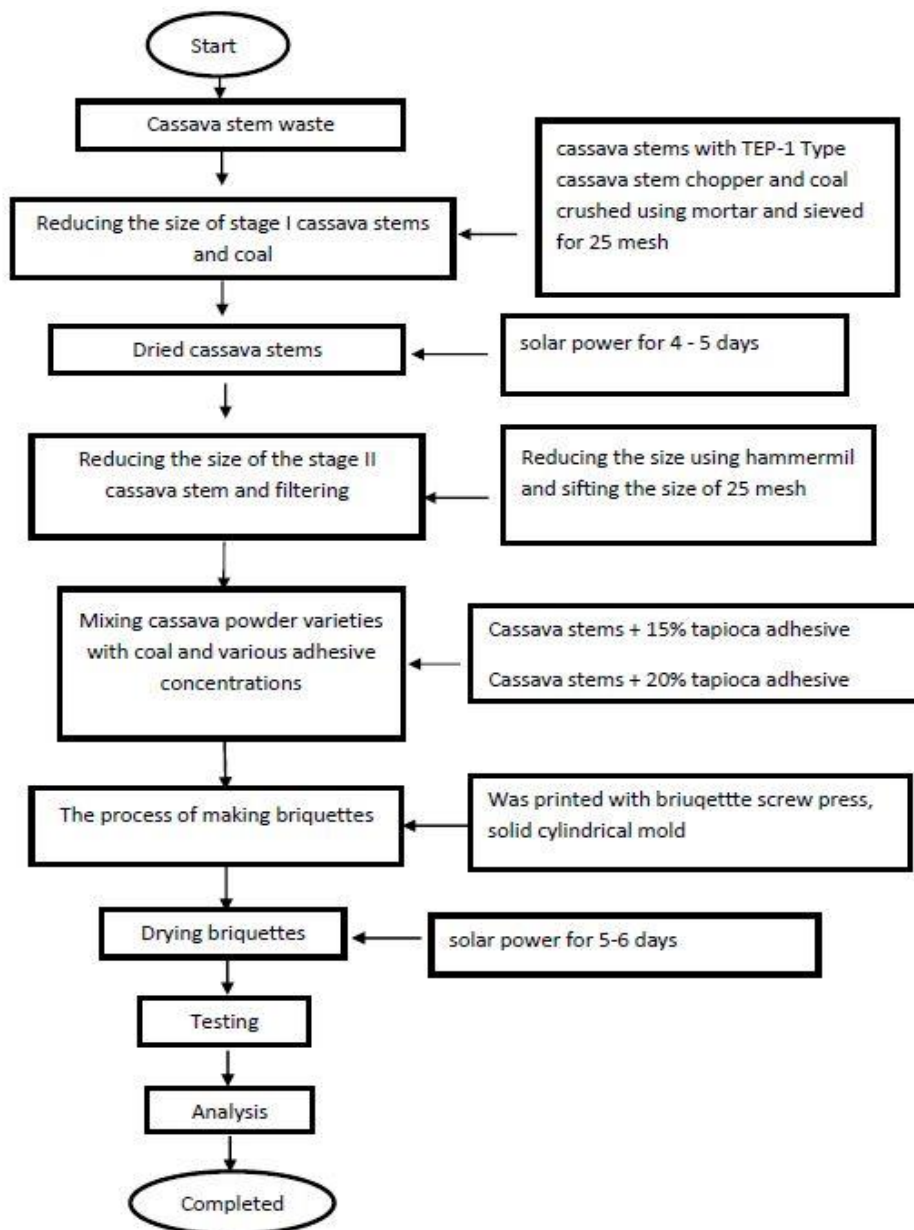 Start
Cassava stem waste
cassava stems with TEP-1 Type
cassava stem chopper and coal
crushed using mortar and sieved
for 25 mesh
Reducing the size of stage I cassava stems
and coal
Dried cassava stems
solar power for 4 - 5 days
Reducing the size of the stage II
cassava stem and filtering
Reducing the size using hammermil
and sifting the size of 25 mesh
Mixing cassava powder varieties
with coal and various adhesive
concentrations
Cassava stems + 15% tapioca adhesive
Cassava stems + 20% tapioca adhesive
The process of making briquettes
Was printed with briuqettte screw press,
solid cylindrical mold
Drying briquettes
solar power for 5-6 days
Testing
Analysis
Completed